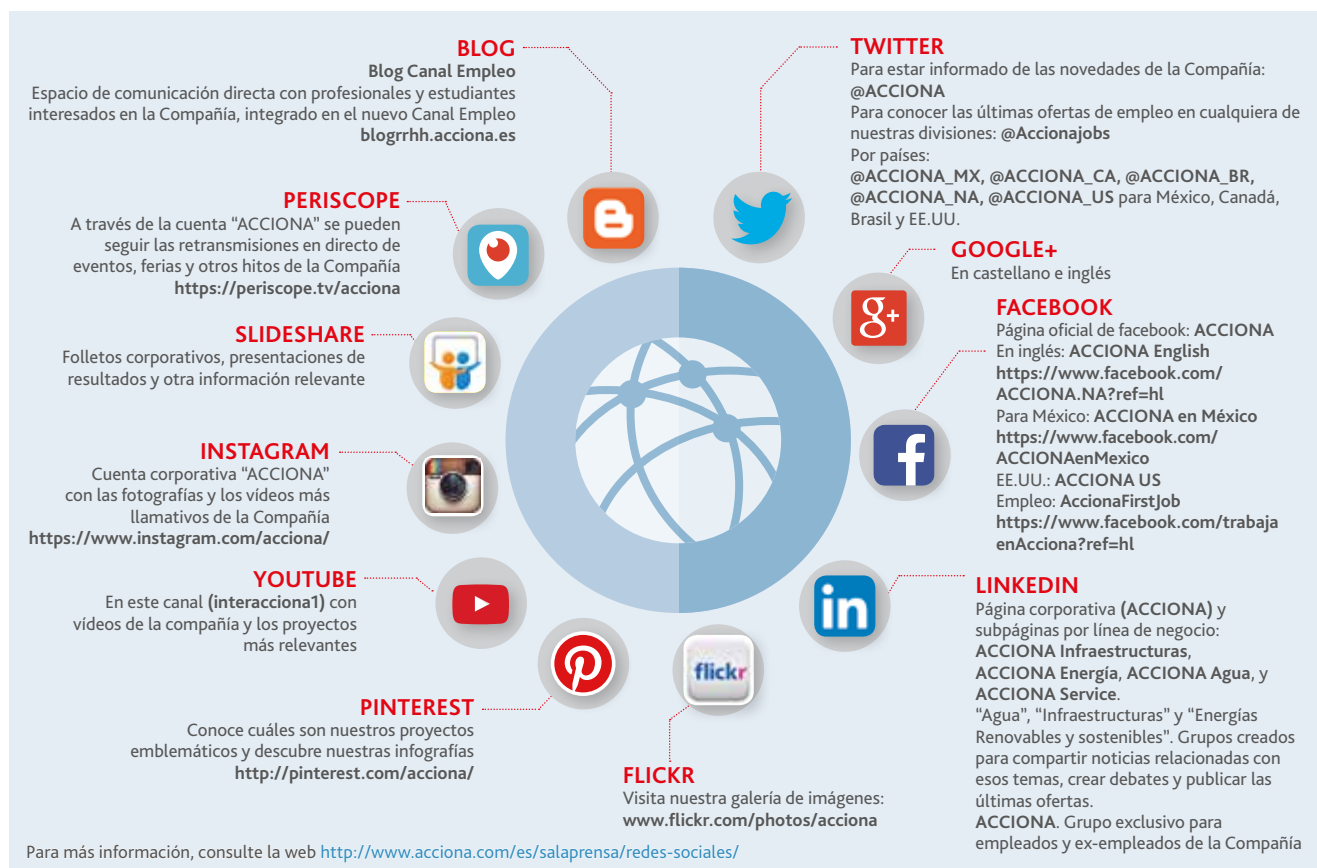 BLOG
Blog Canal Empleo
Espacio de comunicación directa con profesionales y estudiantes
interesados en la Compañía, integrado en el nuevo Canal Empleo
blogrrhh.acciona.es
PERISCOPE
A través de la cuenta "ACCIONA" se pueden
seguir las retransmisiones en directo de
eventos, ferias y otros hitos de la Compañía
https://periscope.tv/acciona
SLIDESHARE
Folletos corporativos, presentaciones de
resultados y otra información relevante
INSTAGRAM
Cuenta corporativa "ACCIONA"
con las fotografías y los vídeos más
llamativos de la Compañía
https://www.instagram.com/acciona/
YOUTUBE
En este canal (interacciona1) con
vídeos de la compañía y los proyectos
más relevantes
PINTEREST
Conoce cuáles son nuestros proyectos
emblemáticos y descubre nuestras infografías
http://pinterest.com/acciona/
flickr
FLICKR
Visita nuestra galería de imágenes:
www.flickr.com/photos/acciona
TWITTER
Para estar informado de las novedades de la Compañía:
@ACCIONA
Para conocer las últimas ofertas de empleo en cualquiera de
nuestras divisiones: @Accionajobs
Por países:
@ACCIONA_MX, @ACCIONA_CA, @ACCIONA_BR,
@ACCIONA_NA, @ACCIONA_US para México, Canadá,
Brasil y EE.UU.
g+
GOOGLE+
En castellano e inglés
f
FACEBOOK
Página oficial de facebook: ACCIONA
En inglés: ACCIONA English
https://www.facebook.com/
ACCIONA.NA?ref=hl
Para México: ACCIONA en México
https://www.facebook.com/
ACCIONAenMexico
EE.UU.: ACCIONA US
Empleo: AccionaFirstJob
https://www.facebook.com/trabaja
enAcciona?ref=hl
in
LINKEDIN
Página corporativa (ACCIONA) y
subpáginas por línea de negocio:
ACCIONA Infraestructuras,
ACCIONA Energía, ACCIONA Agua, y
ACCIONA Service.
"Agua", "Infraestructuras" y "Energías
Renovables y sostenibles". Grupos creados
para compartir noticias relacionadas con
esos temas, crear debates y publicar las
últimas ofertas.
ACCIONA. Grupo exclusivo para
empleados y ex-empleados de la Compañía
Para más información, consulte la web http://www.acciona.com/es/salaprensa/redes-sociales/